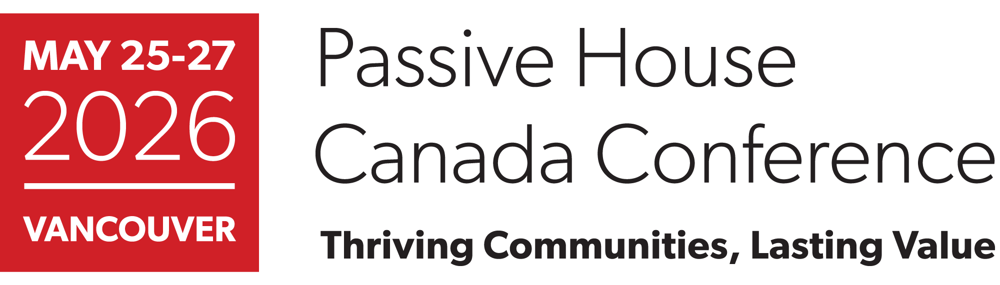 MAY 25-27
2026
VANCOUVER
Passive House
Canada Conference
Thriving Communities, Lasting Value